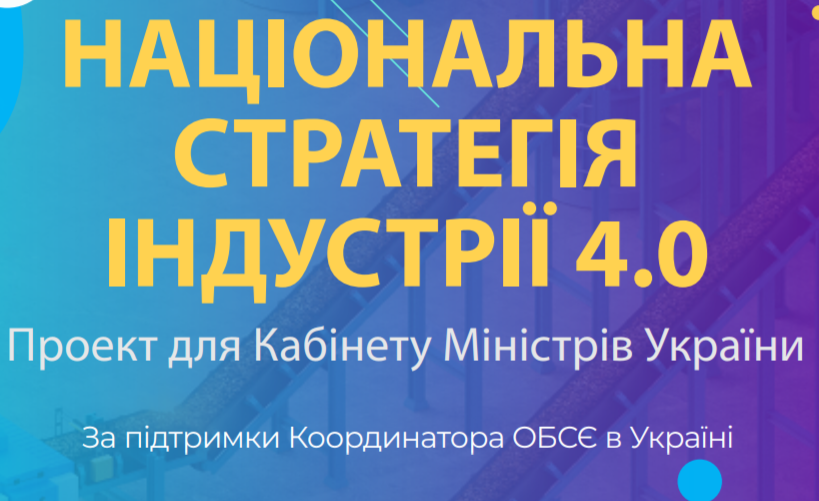 НАЦІОНАЛЬНА
СТРАТЕГІЯ
ІНДУСТРІЇ 4.0
Проект для Кабінету Міністрів України
За підтримки Координатора ОБСЄ в Україні